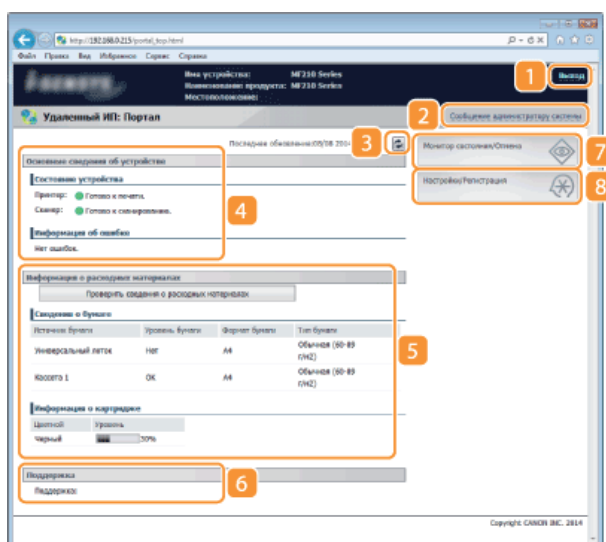 http://192.168.0.215/portal_top.html
Файл Правка Вид Избранное Сервис Справка
Имя устройства: MF210 Series
Наименование продукта: MF210 Series
Местоположение:
1
Выход
Удаленный ИП: Портал
2
Сообщение администратору системы
Последнее обновление:
3
Монитор состояния/Отмена
7
Основные сведения об устройстве
Настройки/Регистрация
8
Состояние устройства
Принтер: Готово к печати.
4
Сканер: Готово к сканированию.
Информация об ошибке
Нет ошибок.
Информация о расходных материалах
Проверить сведения о расходных материалах
Сведения о бумаге
Источник бумаги Уровень бумаги Формат бумаги Тип бумаги
5
Универсальный лоток Нет A4 Обычная (60-89 г/м2)
Кассета 1 OK A4 Обычная (60-89 г/м2)
Информация о картридже
Цветной Уровень
Черный 30%
Поддержка
6
Поддержка:
Copyright CANON INC. 2014